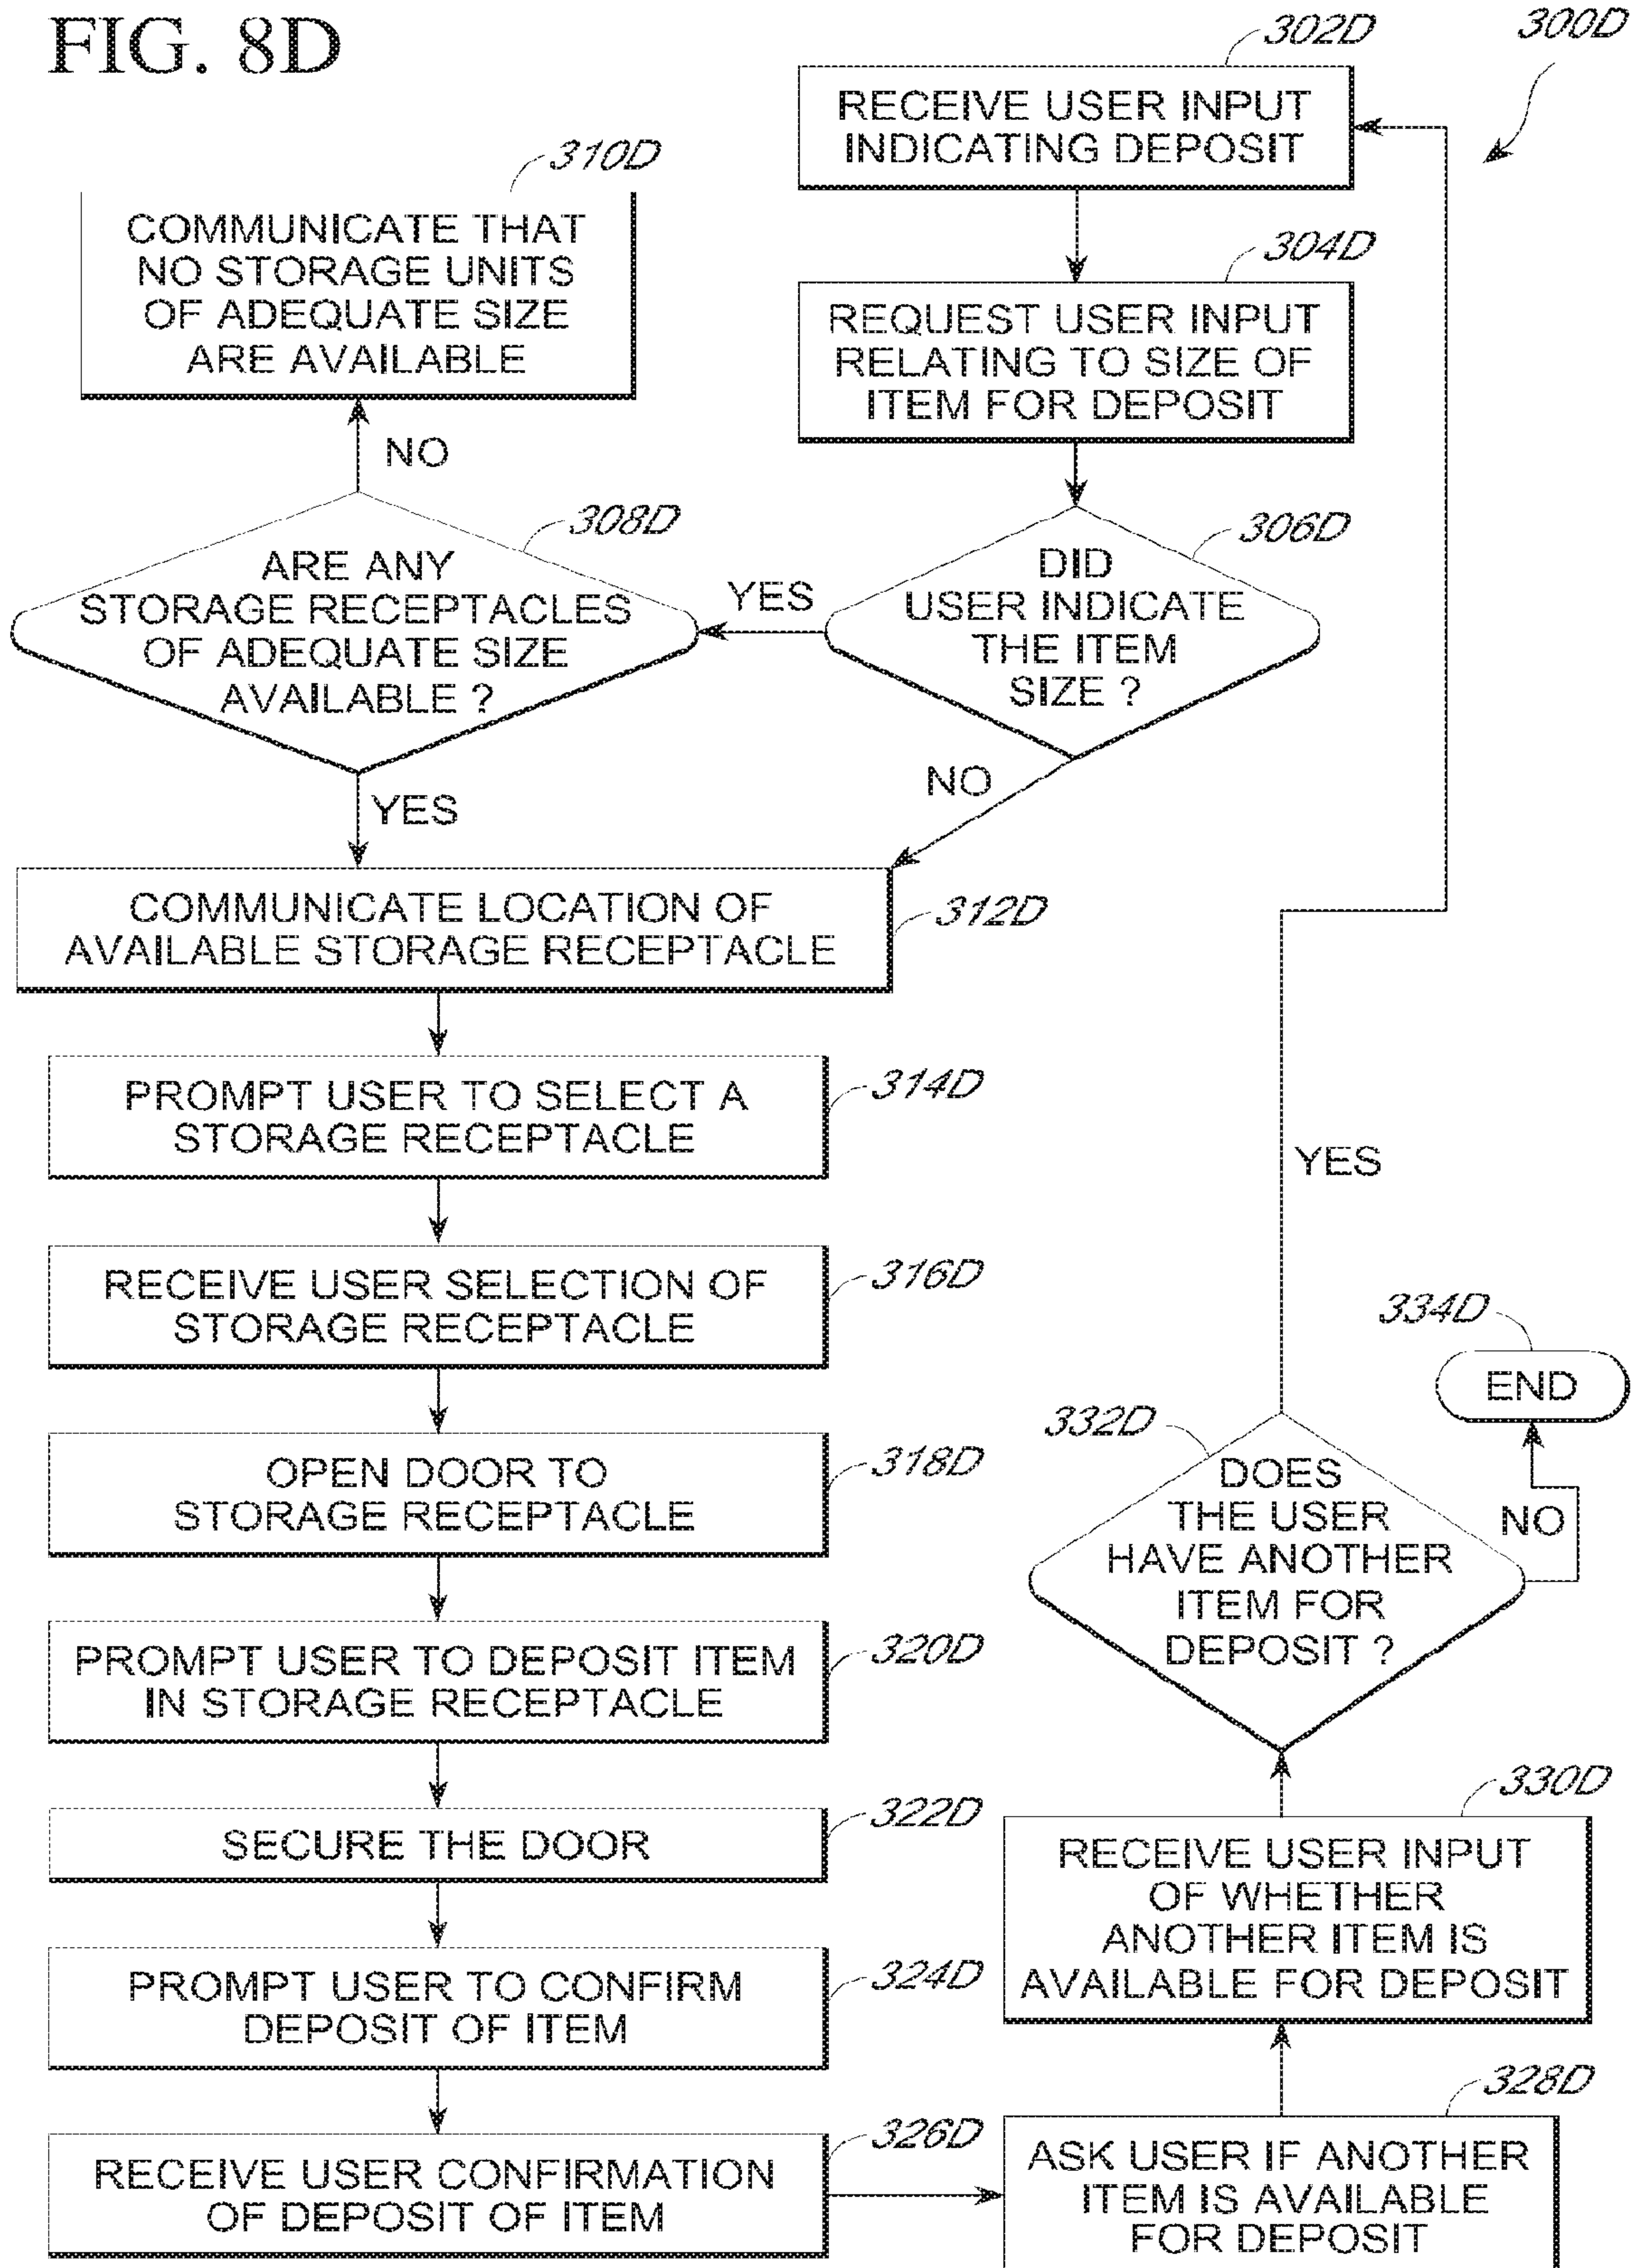 FIG. 8D
300D
302D
RECEIVE USER INPUT
INDICATING DEPOSIT
304D
REQUEST USER INPUT
RELATING TO SIZE OF
ITEM FOR DEPOSIT
306D
DID
USER INDICATE
THE ITEM
SIZE ?
YES
NO
308D
ARE ANY
STORAGE RECEPTACLES
OF ADEQUATE SIZE
AVAILABLE ?
NO
YES
310D
COMMUNICATE THAT
NO STORAGE UNITS
OF ADEQUATE SIZE
ARE AVAILABLE
312D
COMMUNICATE LOCATION OF
AVAILABLE STORAGE RECEPTACLE
314D
PROMPT USER TO SELECT A
STORAGE RECEPTACLE
316D
RECEIVE USER SELECTION OF
STORAGE RECEPTACLE
318D
OPEN DOOR TO
STORAGE RECEPTACLE
320D
PROMPT USER TO DEPOSIT ITEM
IN STORAGE RECEPTACLE
322D
SECURE THE DOOR
324D
PROMPT USER TO CONFIRM
DEPOSIT OF ITEM
326D
RECEIVE USER CONFIRMATION
OF DEPOSIT OF ITEM
328D
ASK USER IF ANOTHER
ITEM IS AVAILABLE
FOR DEPOSIT
330D
RECEIVE USER INPUT
OF WHETHER
ANOTHER ITEM IS
AVAILABLE FOR DEPOSIT
332D
DOES
THE USER
HAVE ANOTHER
ITEM FOR
DEPOSIT ?
YES
NO
334D
END